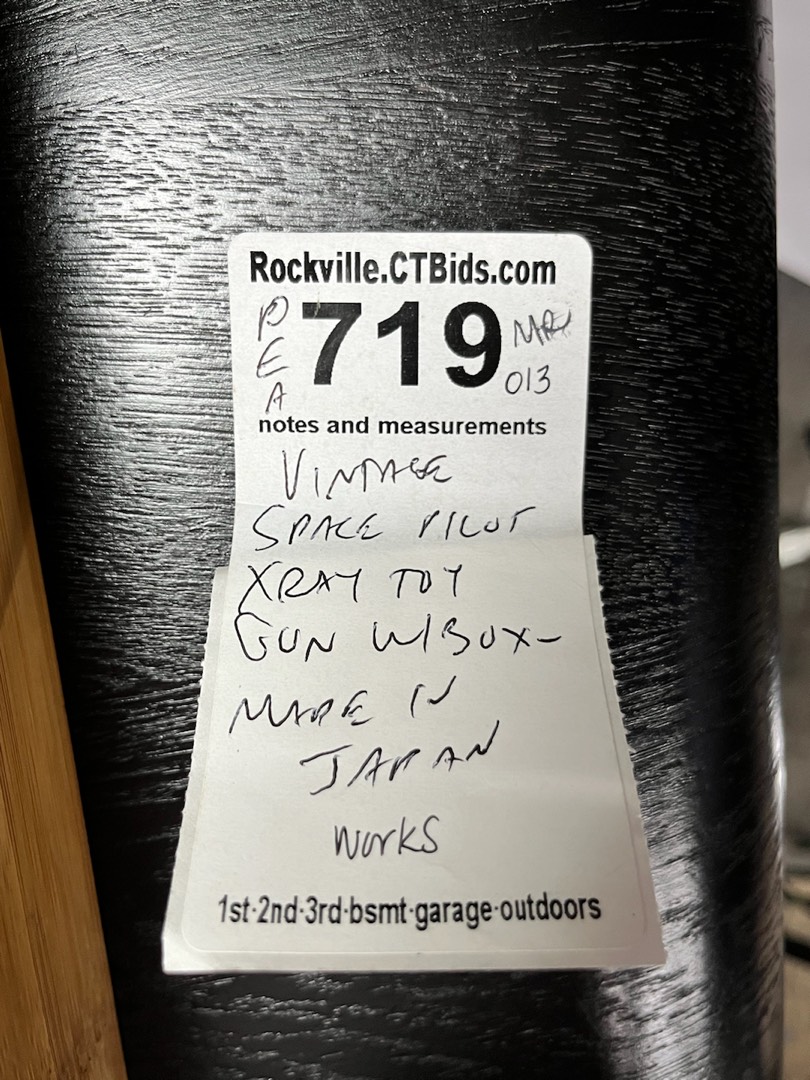 Rockville.CTBids.com
PEA
719
013
notes and measurements
VINTAGE
SPACE PILOT
XRAY TOY
GUN W/BOX-
MADE IN
JAPAN
WORKS
1st·2nd·3rd·bsmt·garage·outdoors